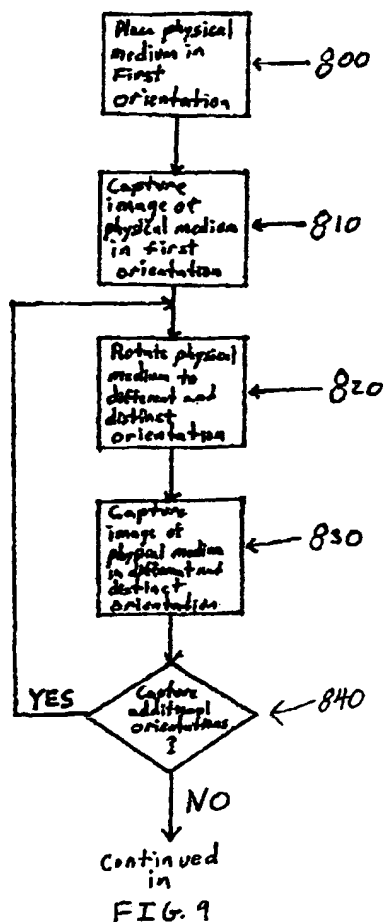 Place physical
medium in
First
orientation
800
Capture
image of
physical medium
in first
orientation
810
Rotate physical
medium to
different and
distinct
orientation
820
Capture
image of
physical medium
in different and
distinct
orientation
830
Capture
additional
orientations
?
840
YES
NO
Continued
in
FIG. 9